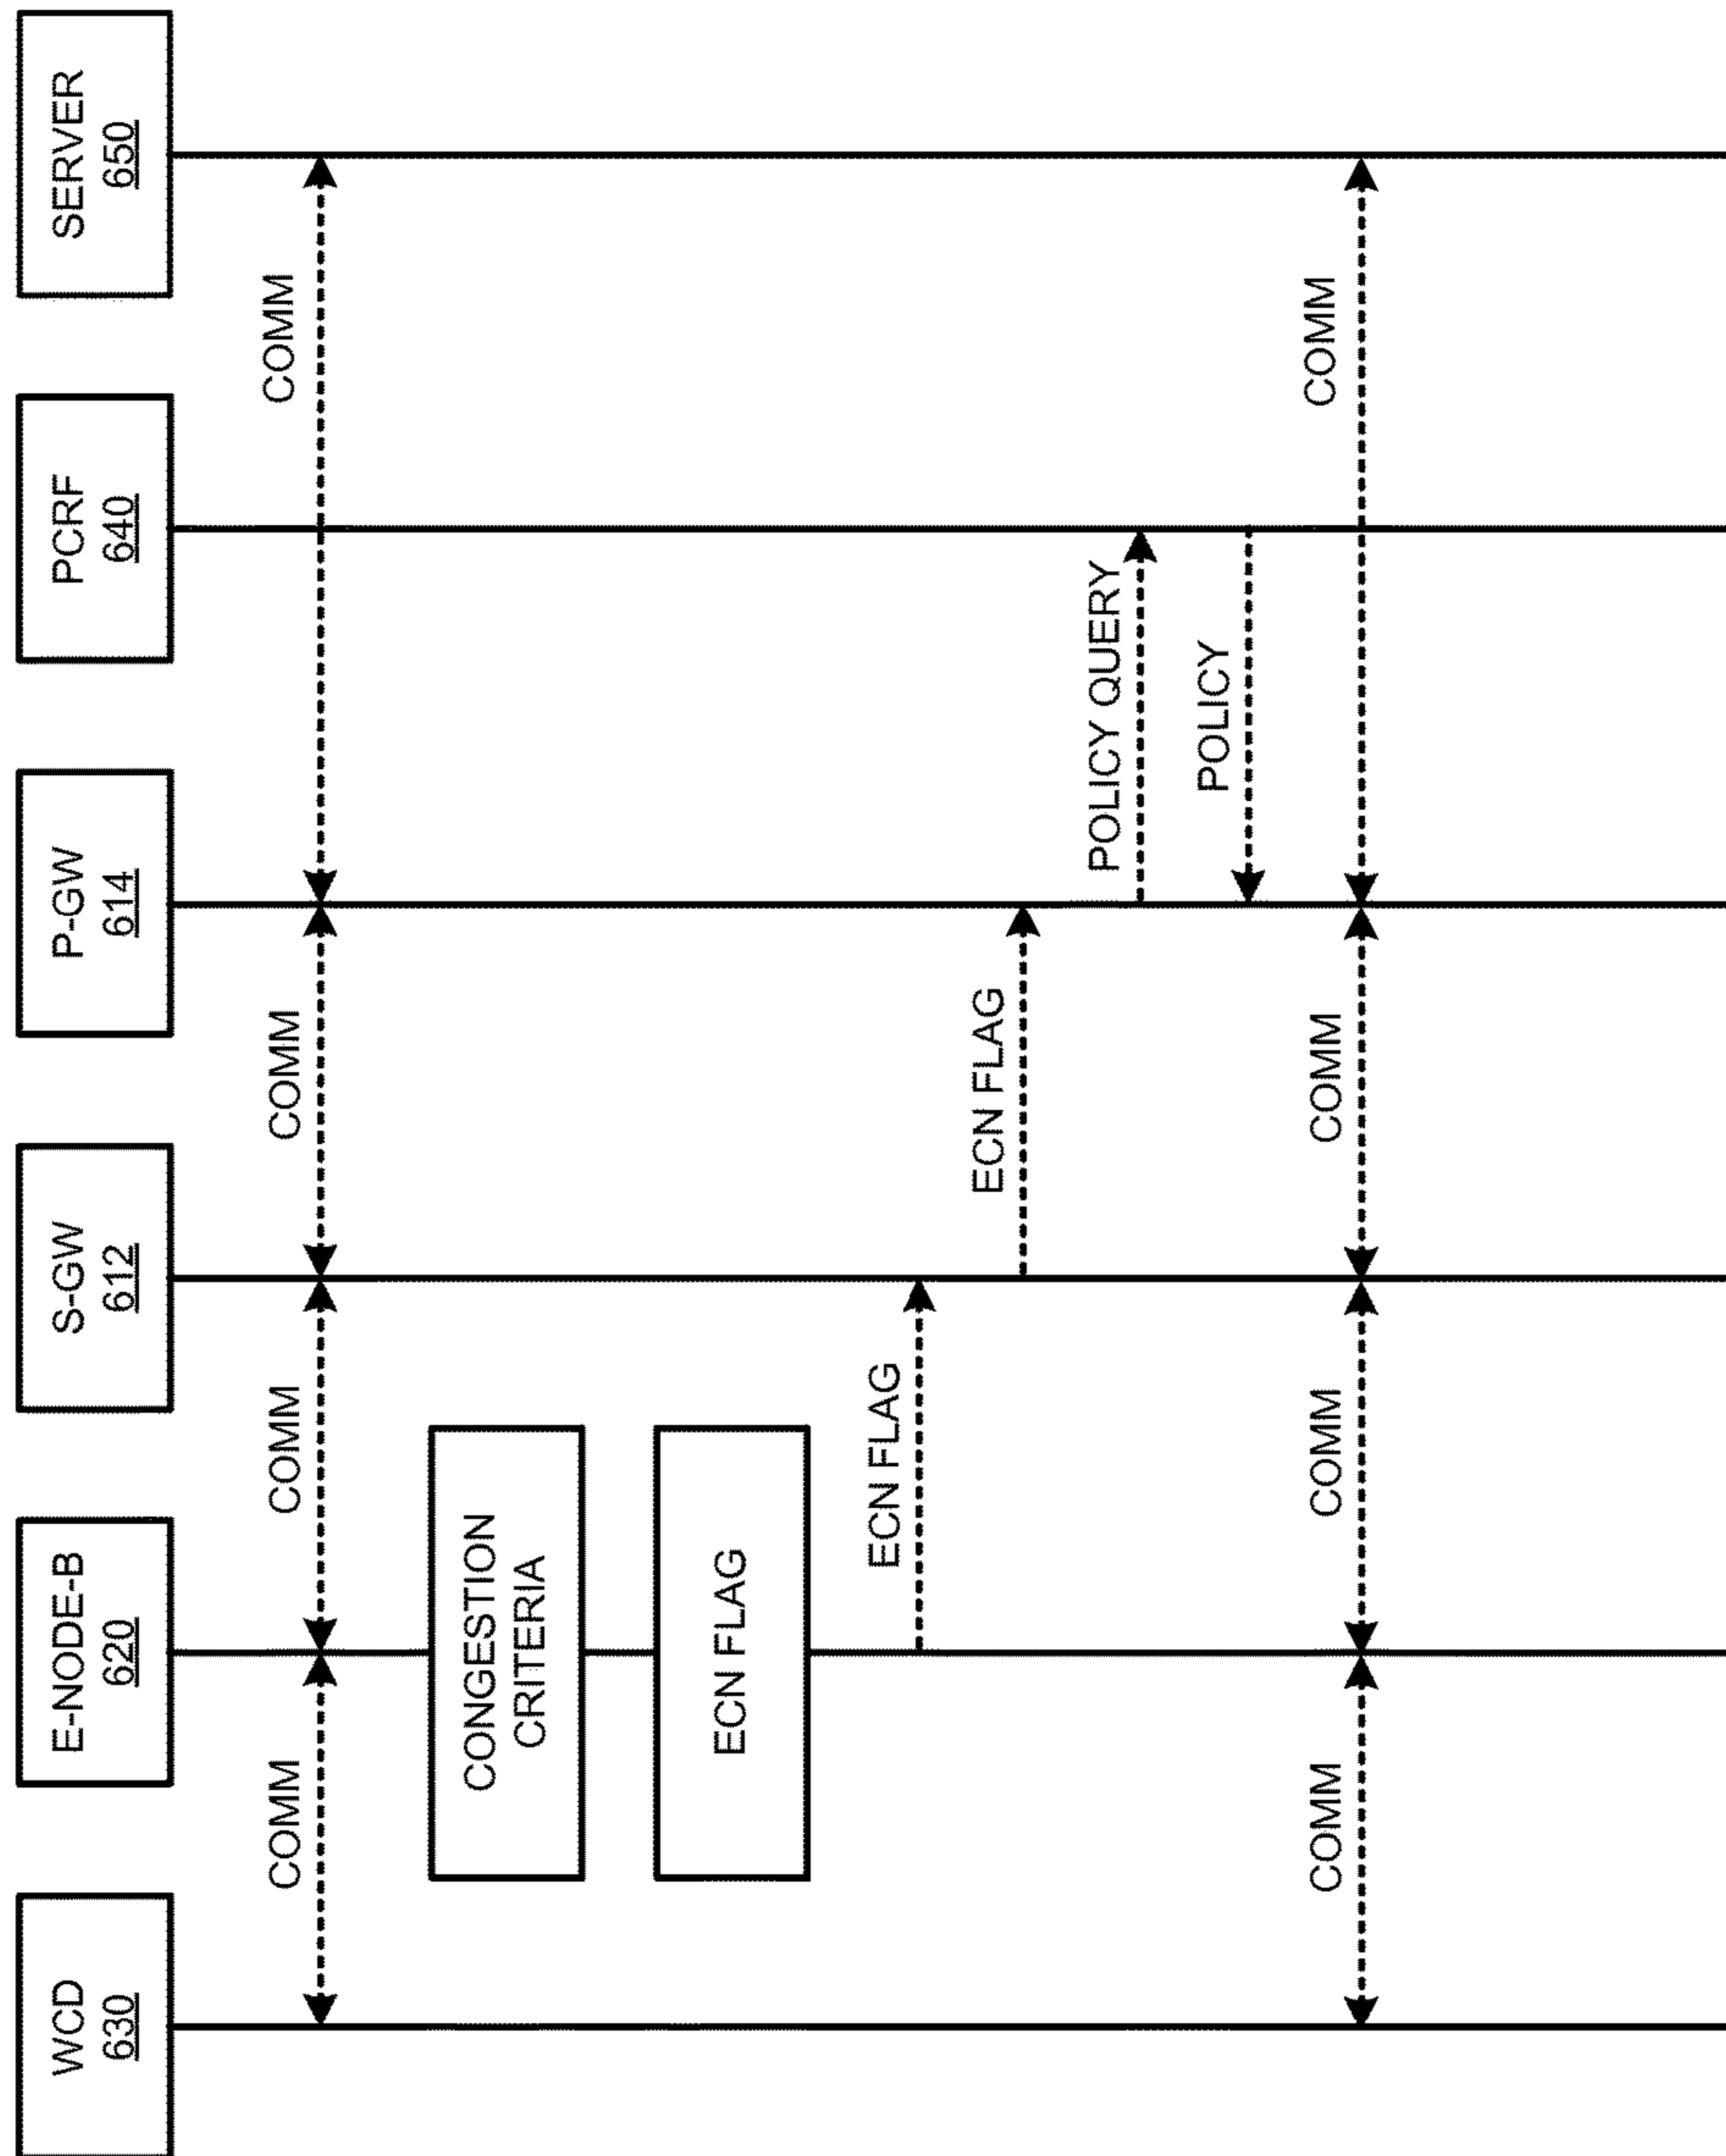 WCD
630
E-NODE-B
620
S-GW
612
P-GW
614
PCRF
640
SERVER
650
COMM
COMM
COMM
COMM
CONGESTION
CRITERIA
ECN FLAG
ECN FLAG
ECN FLAG
POLICY QUERY
POLICY
COMM
COMM
COMM
COMM